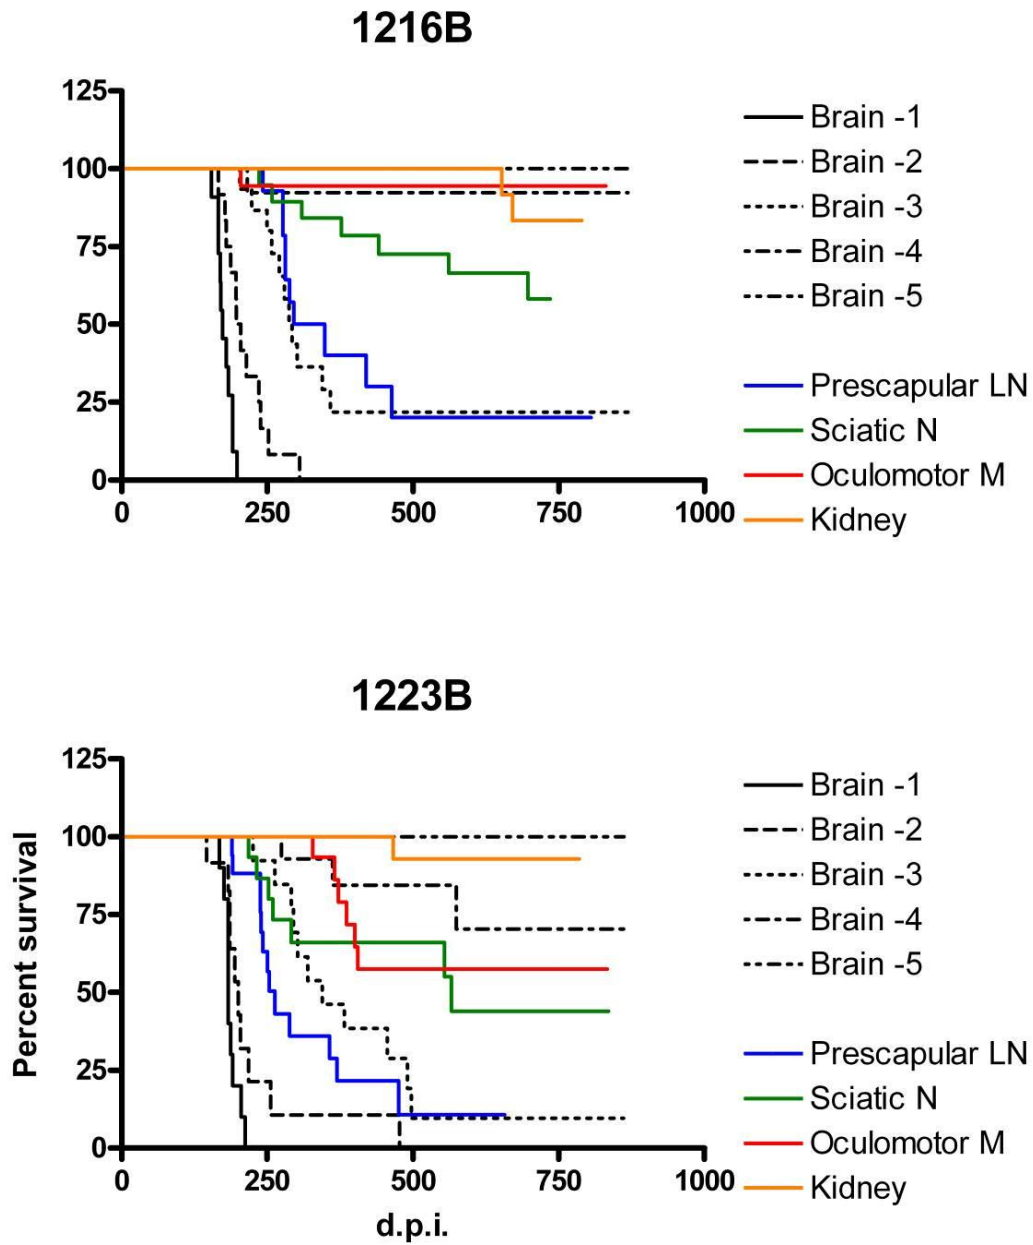 1216B
125
100
75
50
25
0
0 250 500 750 1000
Brain -1
Brain -2
Brain -3
Brain -4
Brain -5
Prescapular LN
Sciatic N
Oculomotor M
Kidney
1223B
Percent survival
125
100
75
50
25
0
0 250 500 750 1000
d.p.i.
Brain -1
Brain -2
Brain -3
Brain -4
Brain -5
Prescapular LN
Sciatic N
Oculomotor M
Kidney